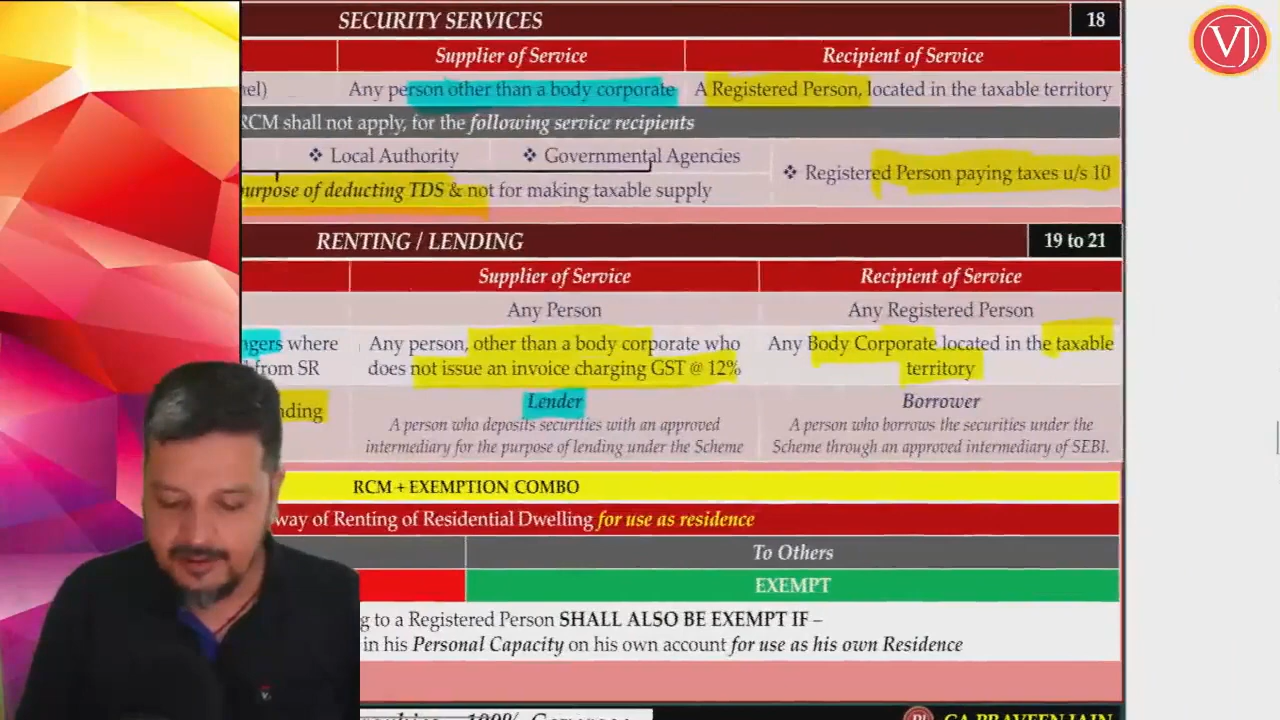 SECURITY SERVICES 18
Supplier of Service Recipient of Service
nel) Any person other than a body corporate A Registered Person, located in the taxable territory
RCM shall not apply, for the following service recipients
❖ Local Authority ❖ Governmental Agencies
❖ Registered Person paying taxes u/s 10
urpose of deducting TDS & not for making taxable supply
RENTING / LENDING 19 to 21
Supplier of Service Recipient of Service
Any Person Any Registered Person
ngers where Any person, other than a body corporate who Any Body Corporate located in the taxable
from SR does not issue an invoice charging GST @ 12% territory
nding Lender Borrower
A person who deposits securities with an approved A person who borrows the securities under the
intermediary for the purpose of lending under the Scheme Scheme through an approved intermediary of SEBI.
RCM + EXEMPTION COMBO
way of Renting of Residential Dwelling for use as residence
To Others
EXEMPT
g to a Registered Person SHALL ALSO BE EXEMPT IF –
in his Personal Capacity on his own account for use as his own Residence
100% Coverage CA PRAVEEN JAIN
VJ